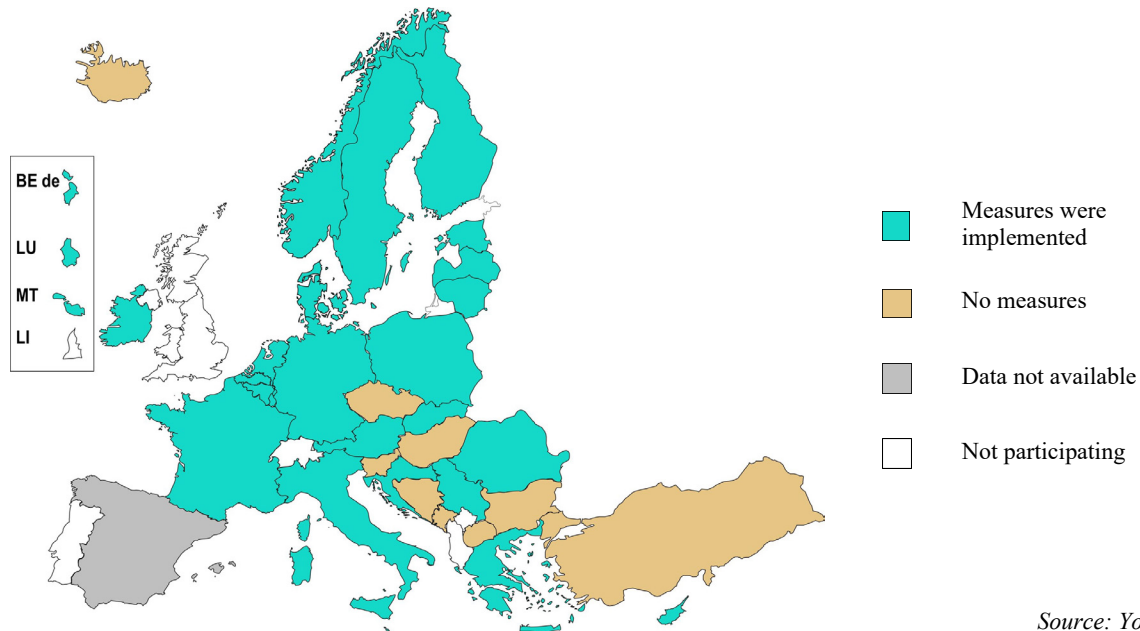 BE de
LU
MT
LI
Measures were
implemented
No measures
Data not available
Not participating
Source: Yo